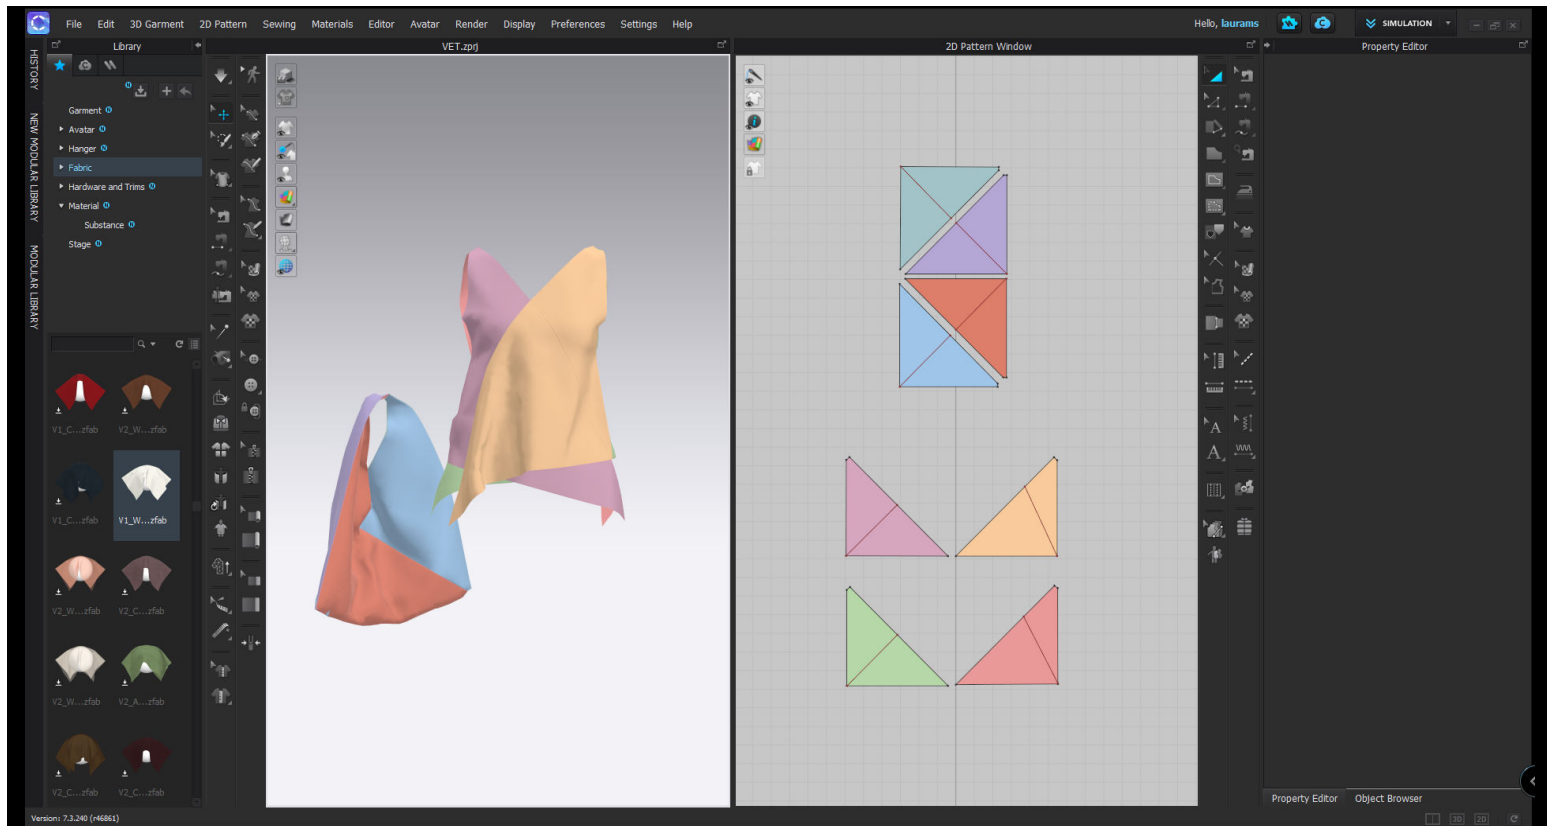 File Edit 3D Garment 2D Pattern Sewing Materials Editor Avatar Render Display Preferences Settings Help
Hello, laurams
SIMULATION
HISTORY
NEW MODULAR LIBRARY
MODULAR LIBRARY
Library
VET.zprj
2D Pattern Window
Property Editor
Garment
Avatar
Hanger
Fabric
Hardware and Trims
Material
Substance
Stage
V1_C...zfab V2_W...zfab
V1_C...zfab V1_W...zfab
V2_W...zfab V2_C...zfab
V2_W...zfab V2_A...zfab
V2_C...zfab V2_C...zfab
Property Editor Object Browser
Version: 7.3.240 (r46861)
3D 2D